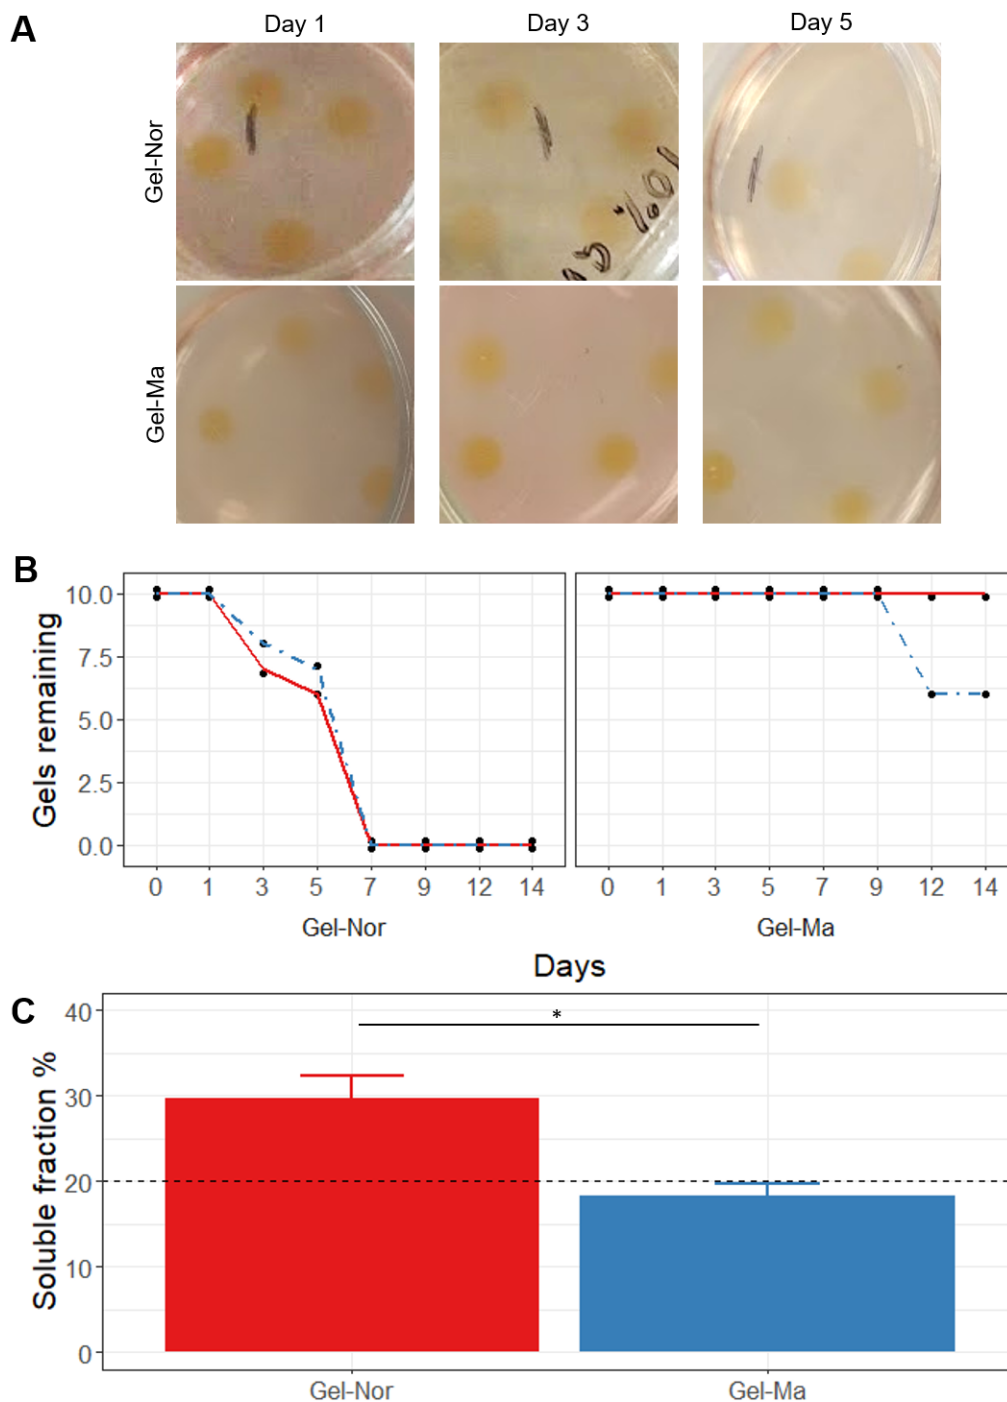 A
Day 1
Day 3
Day 5
Gel-Nor
Gel-Ma
B
Gels remaining
10.0
7.5
5.0
2.5
0.0
0 1 3 5 7 9 12 14
0 1 3 5 7 9 12 14
Gel-Nor
Gel-Ma
Days
C
Soluble fraction %
40
30
20
10
0
*
Gel-Nor
Gel-Ma